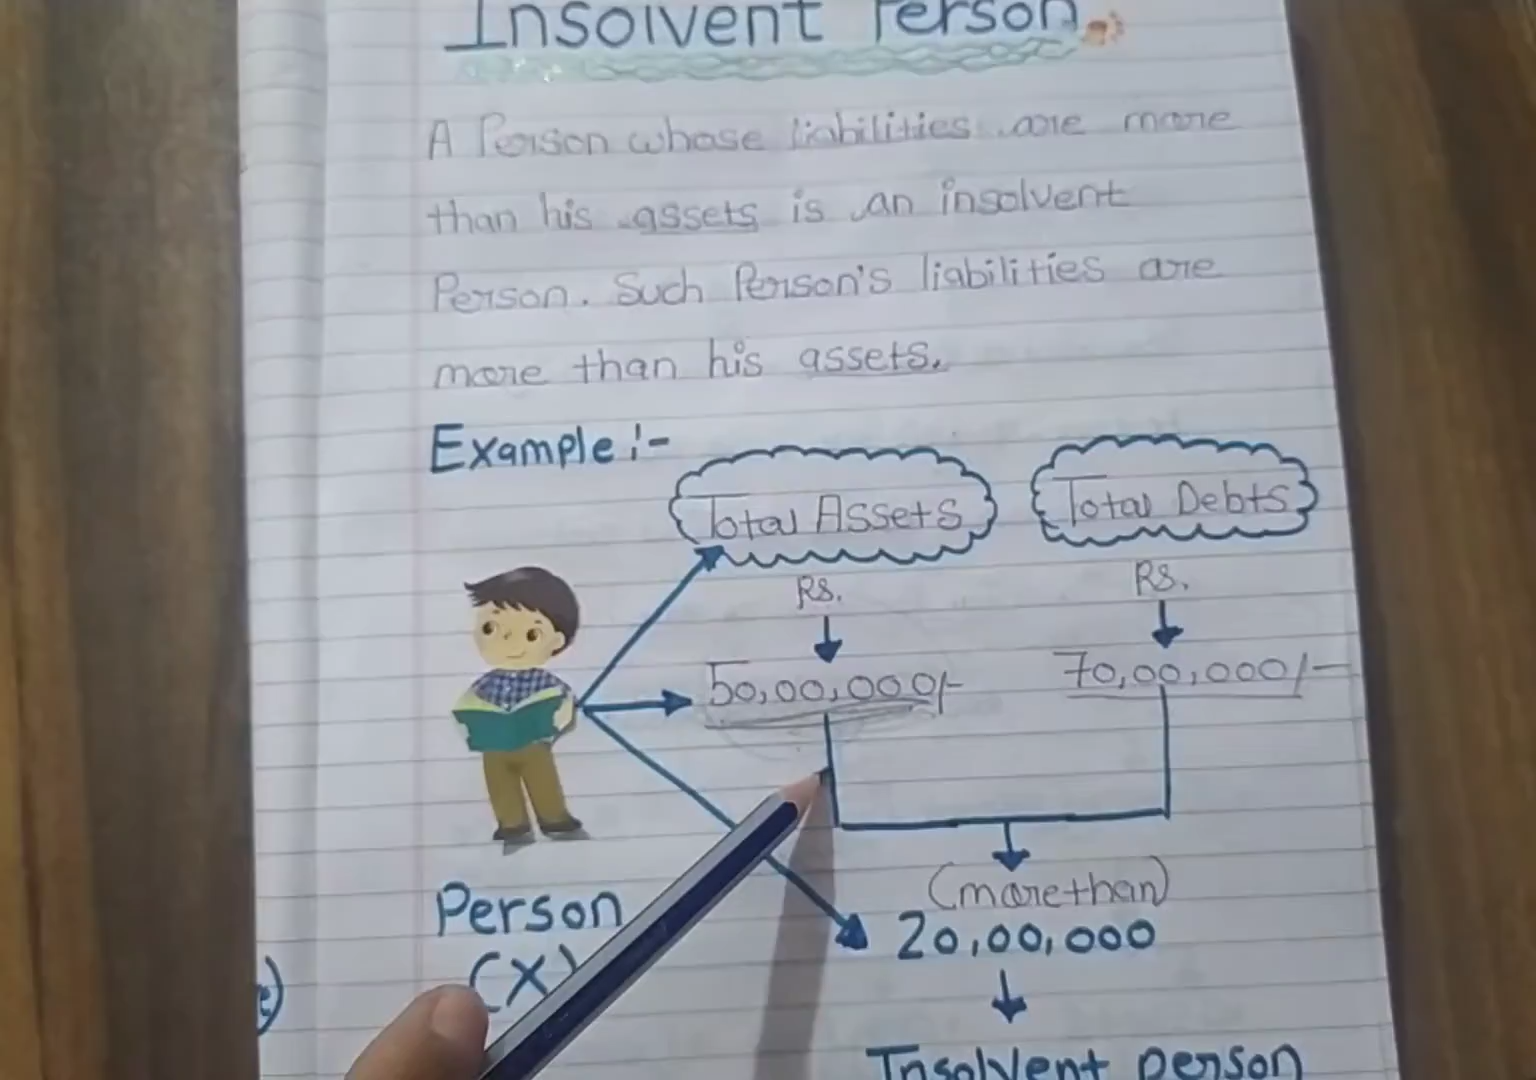 Insolvent Person
A Person whose liabilities are more
than his assets is an insolvent
Person. Such Person's liabilities are
more than his assets.
Example :-
Total Assets Total Debts
Rs. Rs.
50,00,000/- 70,00,000/-
(more than)
Person 20,00,000
(X)
e)
Insolvent person